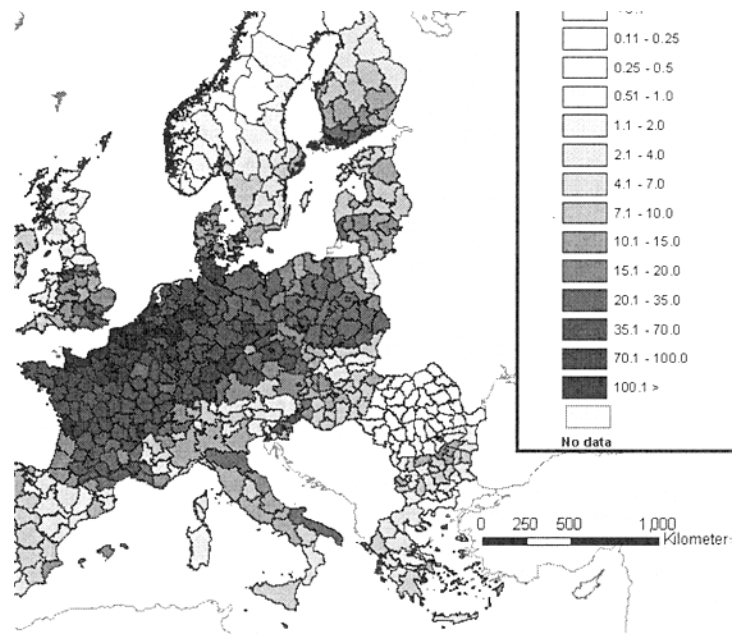 0.11 - 0.25
0.25 - 0.5
0.51 - 1.0
1.1 - 2.0
2.1 - 4.0
4.1 - 7.0
7.1 - 10.0
10.1 - 15.0
15.1 - 20.0
20.1 - 35.0
35.1 - 70.0
70.1 - 100.0
100.1 >
No data
0 250 500 1,000
Kilometer